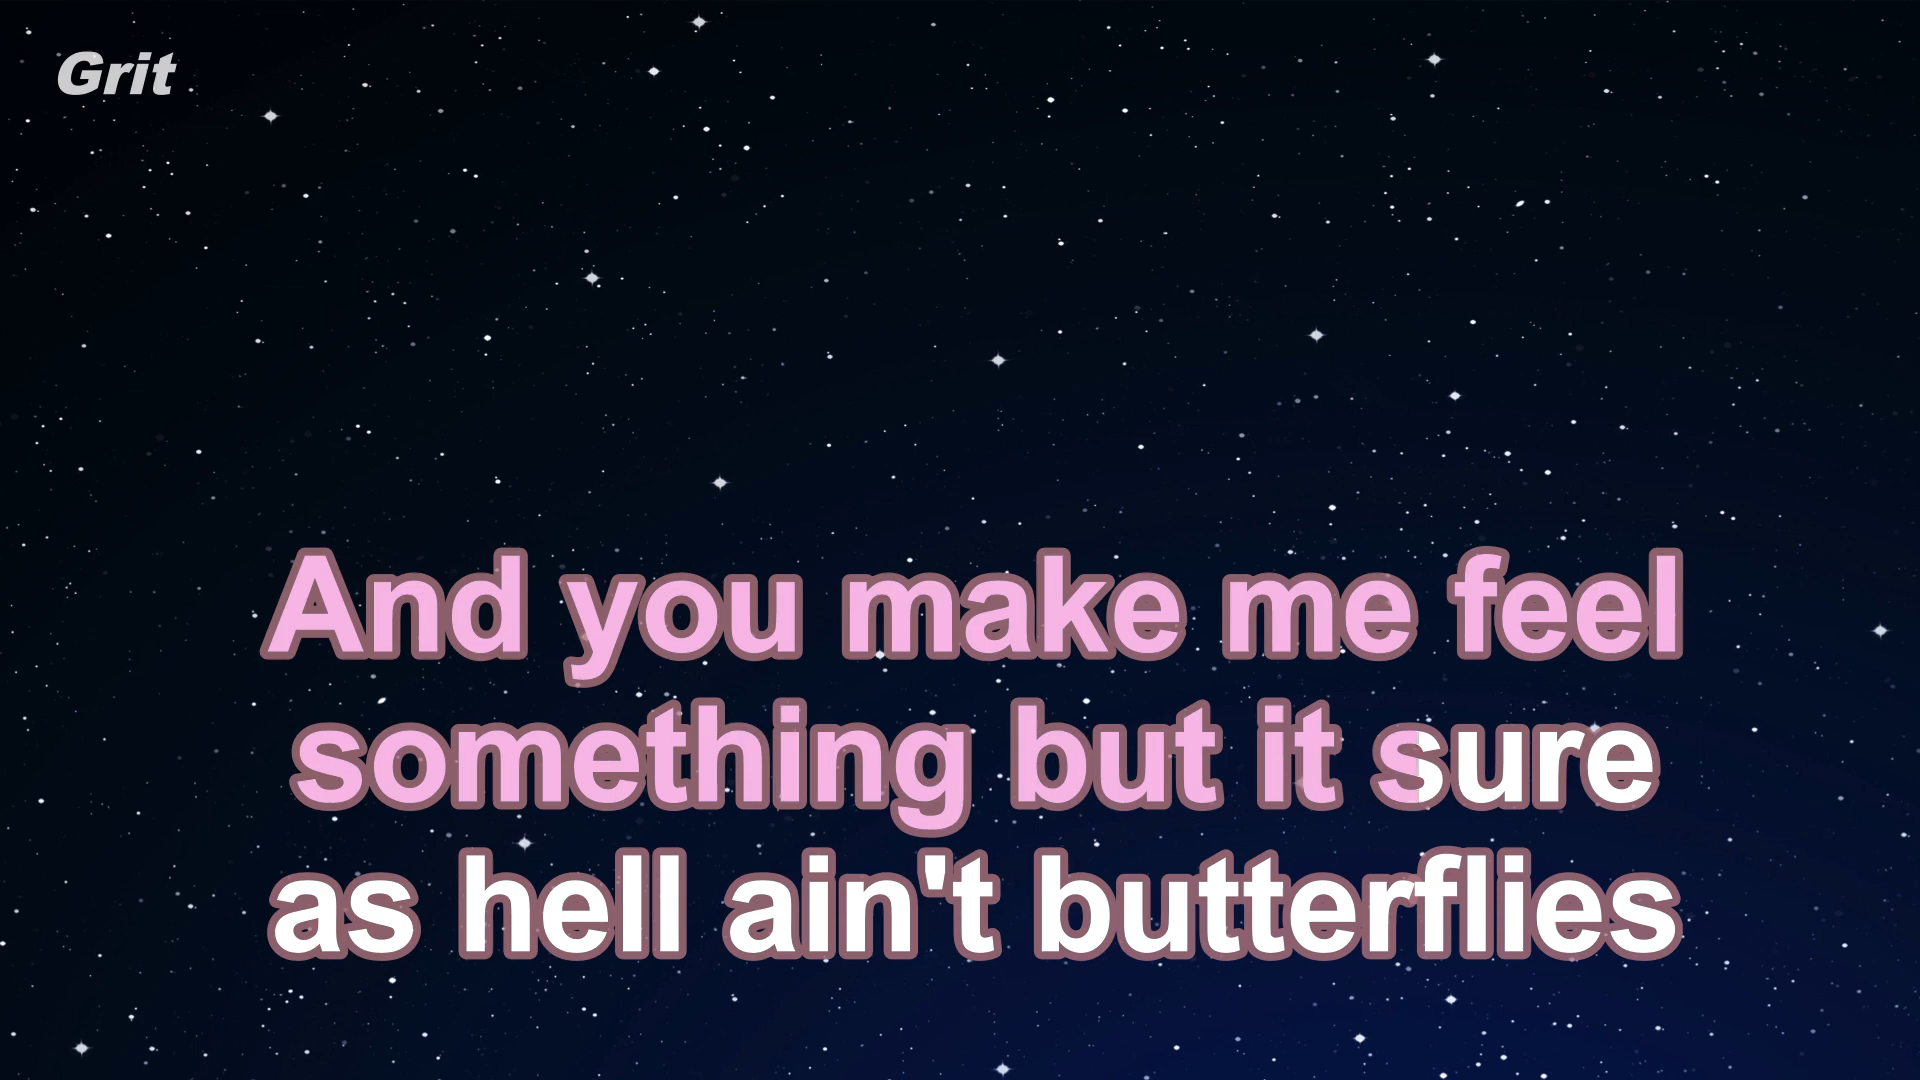 Grit
And you make me feel
something but it sure
as hell ain't butterflies